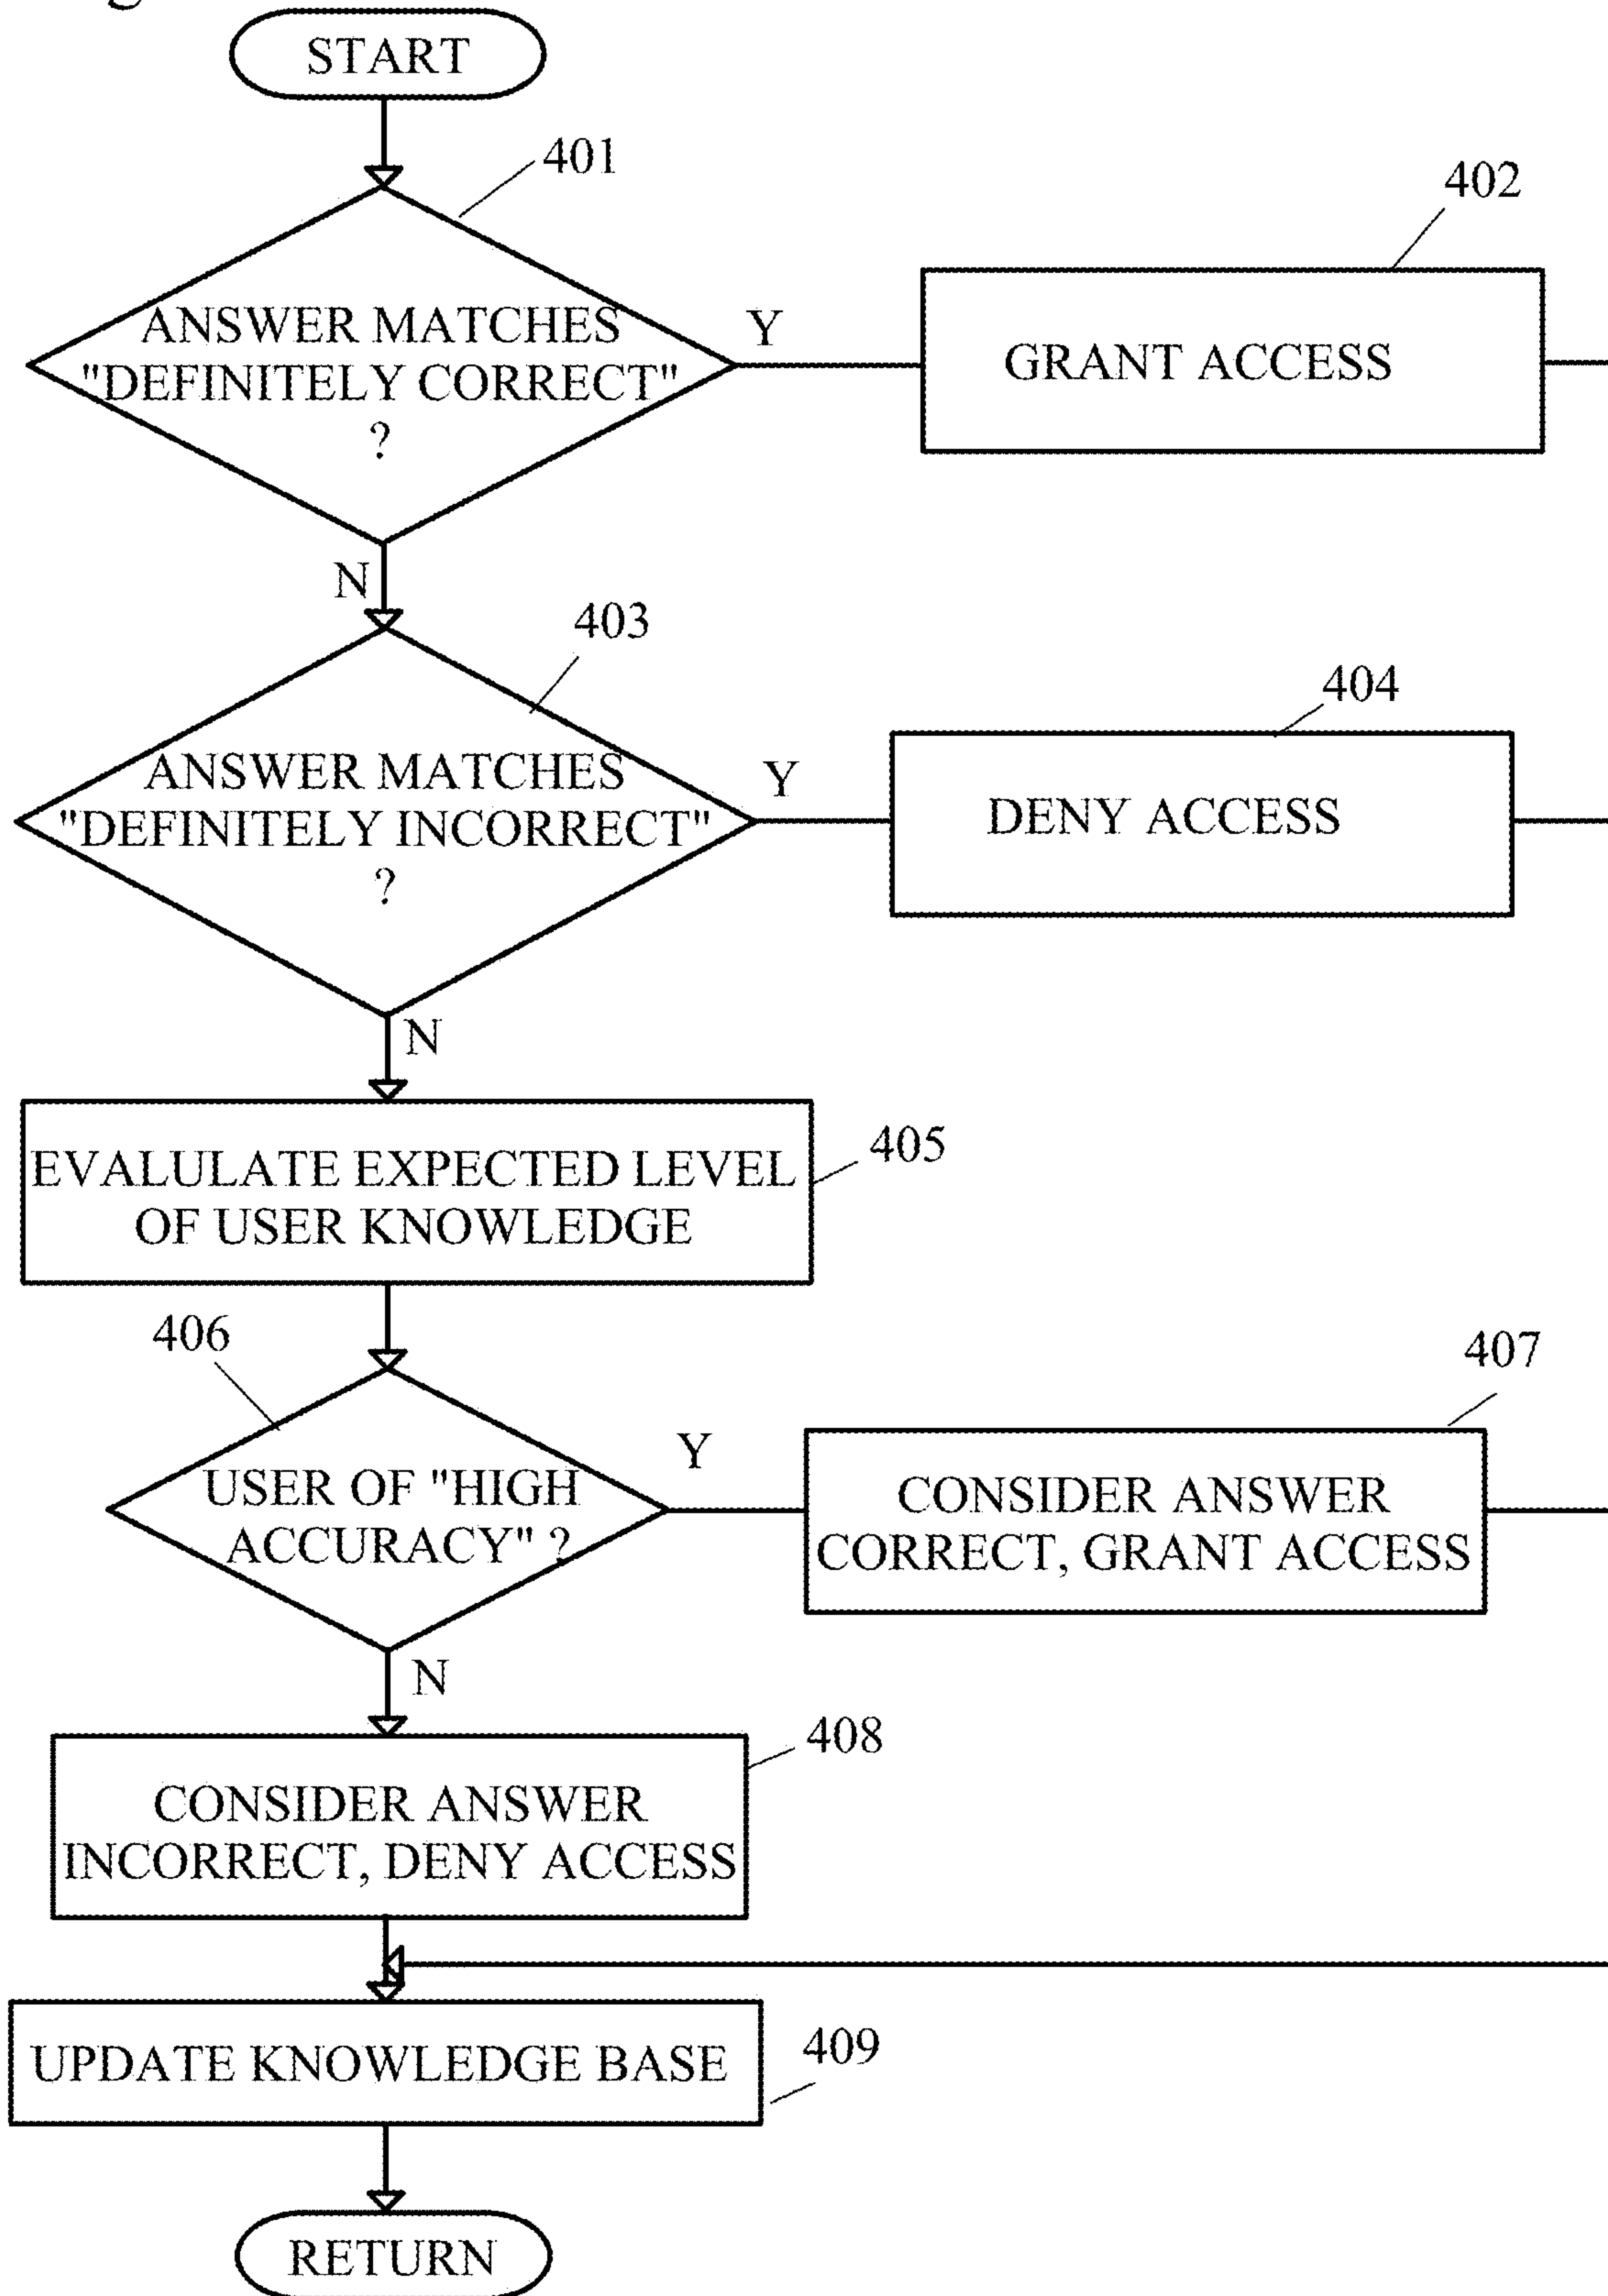 START
401
402
ANSWER MATCHES
"DEFINITELY CORRECT"
?
Y
GRANT ACCESS
N
403
404
ANSWER MATCHES
"DEFINITELY INCORRECT"
?
Y
DENY ACCESS
N
EVALULATE EXPECTED LEVEL
OF USER KNOWLEDGE
405
406
407
USER OF "HIGH
ACCURACY" ?
Y
CONSIDER ANSWER
CORRECT, GRANT ACCESS
N
408
CONSIDER ANSWER
INCORRECT, DENY ACCESS
UPDATE KNOWLEDGE BASE
409
RETURN